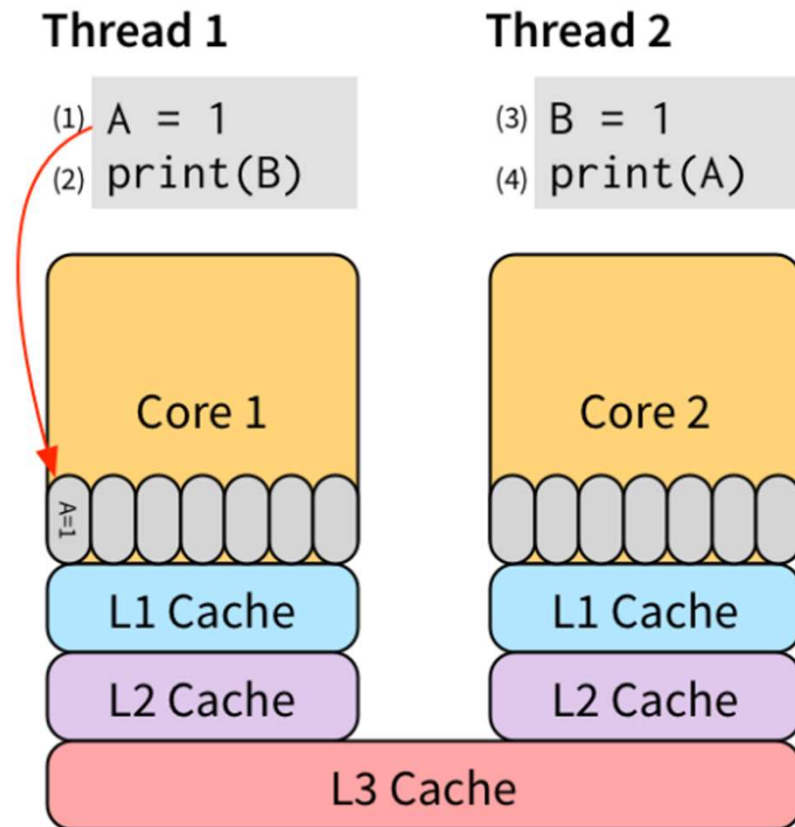 Thread 1
(1) A = 1
(2) print(B)
Thread 2
(3) B = 1
(4) print(A)
Core 1
Core 2
A=1
L1 Cache
L1 Cache
L2 Cache
L2 Cache
L3 Cache